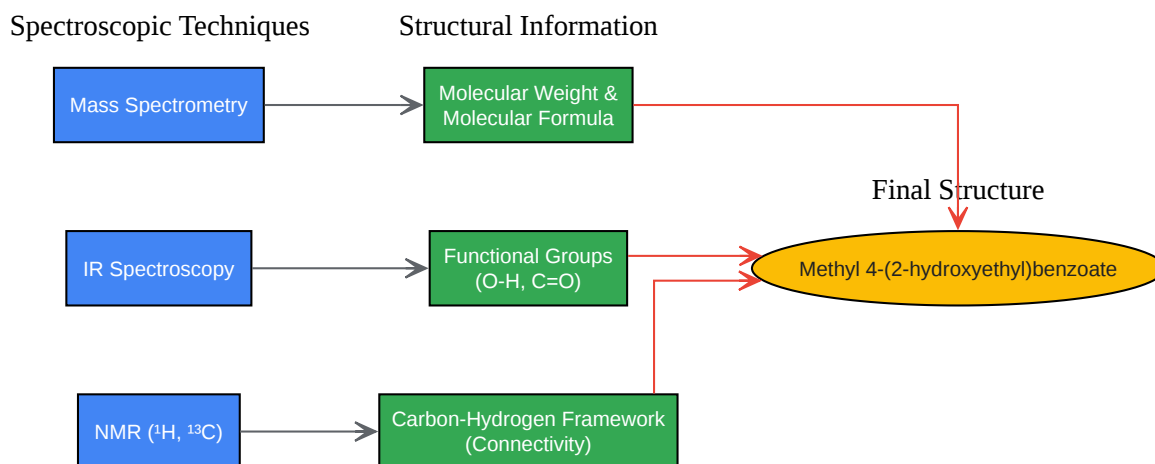 Spectroscopic Techniques
Structural Information
Mass Spectrometry
Molecular Weight &
Molecular Formula
Final Structure
IR Spectroscopy
Functional Groups
(O-H, C=O)
Methyl 4-(2-hydroxyethyl)benzoate
NMR (¹H, ¹³C)
Carbon-Hydrogen Framework
(Connectivity)